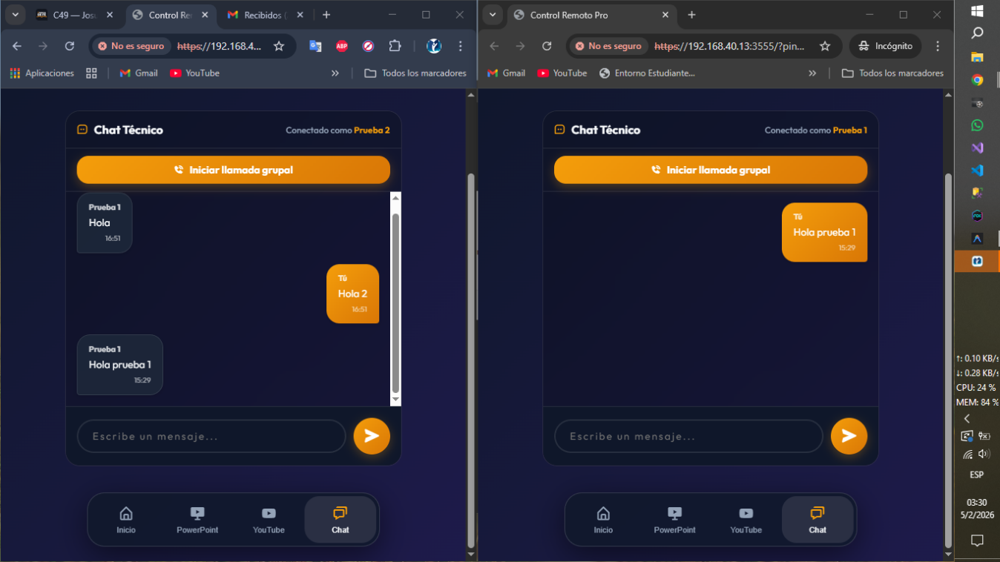 C49 — Josu
Control Re
Recibidos (
No es seguro
https://192.168.4...
ABP
Aplicaciones
Gmail
YouTube
»
Todos los marcadores
Chat Técnico
Conectado como Prueba 2
Iniciar llamada grupal
Prueba 1
Hola
16:51
Tú
Hola 2
16:51
Prueba 1
Hola prueba 1
15:29
Escribe un mensaje...
Inicio
PowerPoint
YouTube
Chat
Control Remoto Pro
No es seguro
https://192.168.40.13:3555/?pin...
Incógnito
Gmail
YouTube
Entorno Estudiante...
»
Todos los marcadores
Chat Técnico
Conectado como Prueba 1
Iniciar llamada grupal
Tú
Hola prueba 1
15:29
Escribe un mensaje...
Inicio
PowerPoint
YouTube
Chat
↑: 0.10 KB/s
↓: 0.28 KB/s
CPU: 24 %
MEM: 84 %
ESP
03:30
5/2/2026